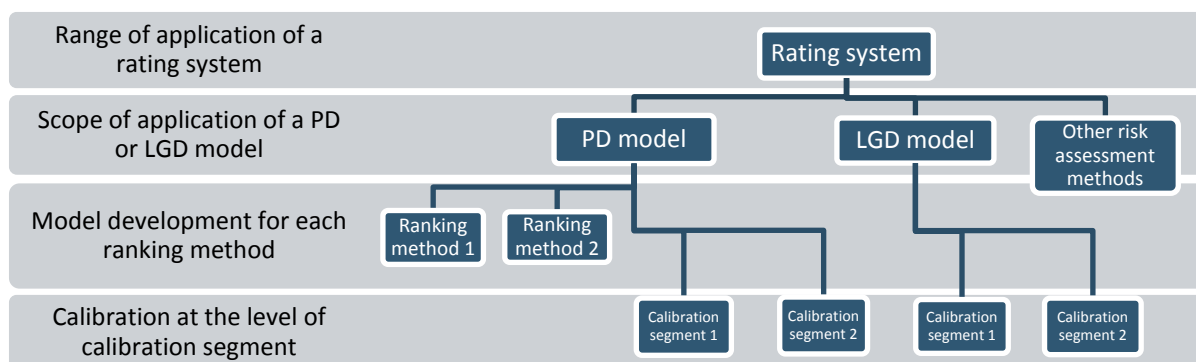 Range of application of a
rating system
Rating system
Scope of application of a PD
or LGD model
PD model
LGD model
Other risk
assessment
methods
Model development for each
ranking method
Ranking
method 1
Ranking
method 2
Calibration at the level of
calibration segment
Calibration
segment 1
Calibration
segment 2
Calibration
segment 1
Calibration
segment 2